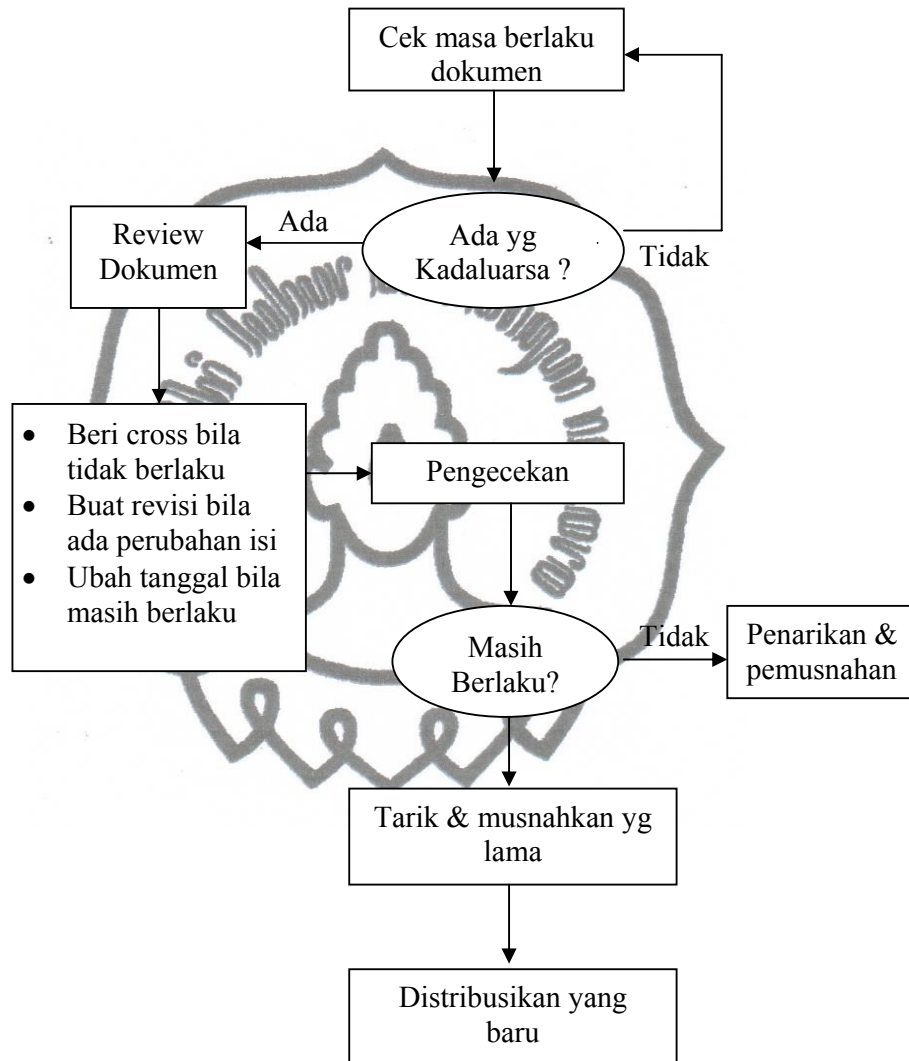 Cek masa berlaku
dokumen
Ada
Review
Dokumen
Ada yg
Kadaluarsa ?
Tidak
• Beri cross bila
tidak berlaku
• Buat revisi bila
ada perubahan isi
• Ubah tanggal bila
masih berlaku
Pengecekan
Masih
Berlaku?
Tidak
Penarikan &
pemusnahan
Tarik & musnahkan yg
lama
Distribusikan yang
baru